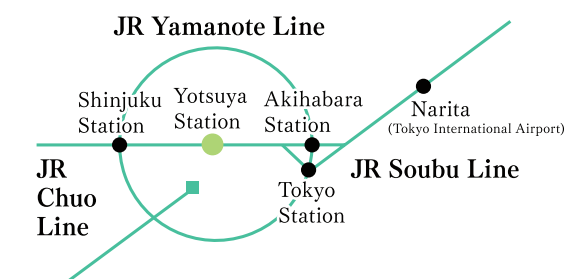 JR Yamanote Line
Shinjuku
Station
Yotsuya
Station
Akihabara
Station
Narita
(Tokyo International Airport)
JR
Chuo
Line
JR Soubu Line
Tokyo
Station